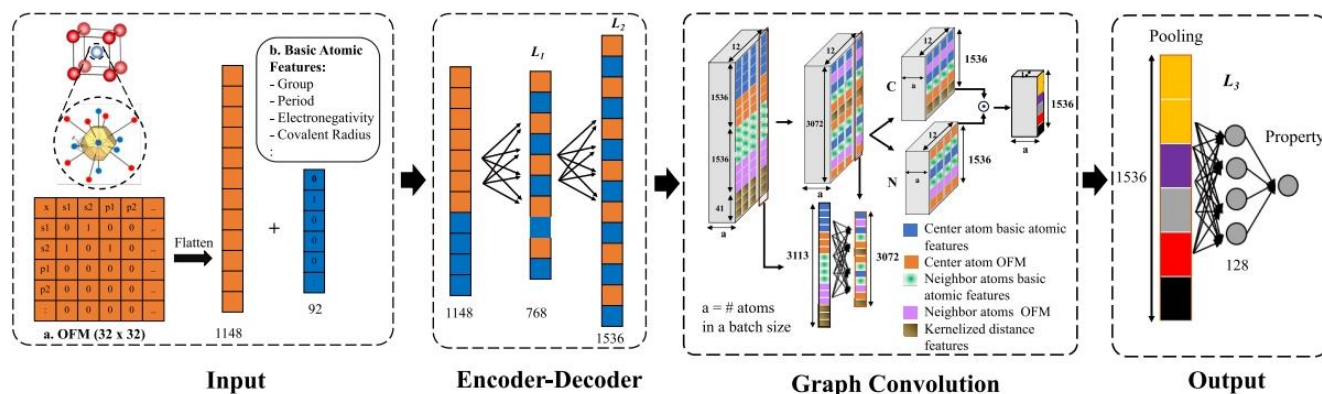 b. Basic Atomic
Features:
- Group
- Period
- Electronegativity
- Covalent Radius
:
x s1 s2 p1 p2 ..
s1 0 1 0 0 ..
s2 1 0 1 0 ..
p1 0 0 0 0 ..
p2 0 0 0 0 ..
: 0 0 0 0 ..
a. OFM (32 x 32)
Flatten
1148
+
0
1
0
0
0
:
92
Input
1148
L1
768
L2
1536
Encoder-Decoder
12
1536
1536
41
a
12
3072
a
3113
3072
12
1536
a
C
12
1536
a
N
1536
a
Center atom basic atomic
features
Center atom OFM
Neighbor atoms basic
atomic features
Neighbor atoms OFM
Kernelized distance
features
a = # atoms
in a batch size
Graph Convolution
Pooling
1536
L3
Property
128
Output